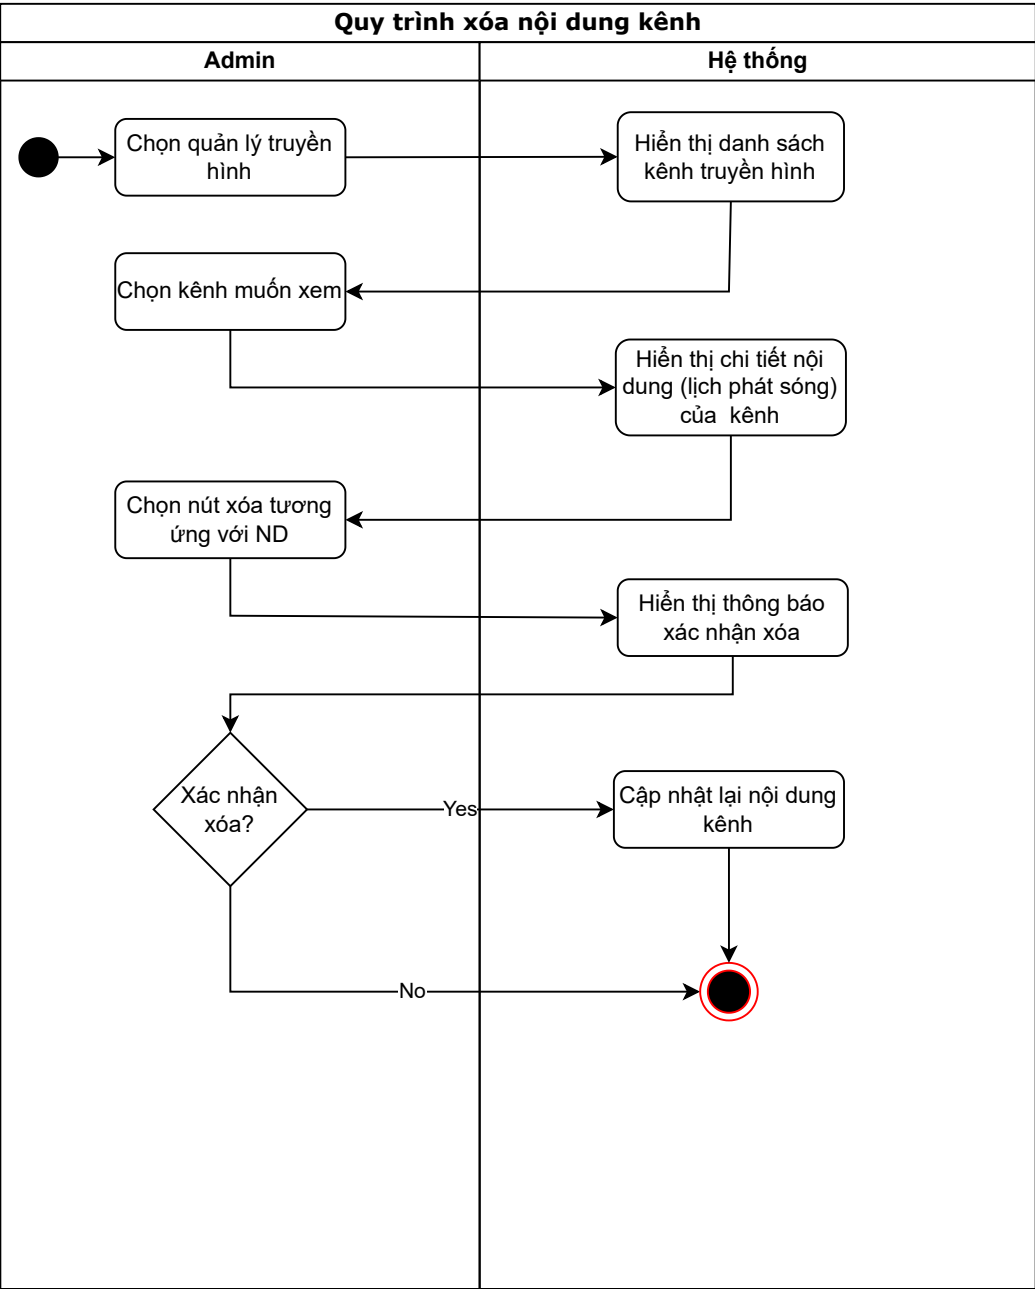 Quy trình xóa nội dung kênh
Admin
Hệ thống
Chọn quản lý truyền
hình
Hiển thị danh sách
kênh truyền hình
Chọn kênh muốn xem
Hiển thị chi tiết nội
dung (lịch phát sóng)
của kênh
Chọn nút xóa tương
ứng với ND
Hiển thị thông báo
xác nhận xóa
Xác nhận
xóa?
Yes
Cập nhật lại nội dung
kênh
No